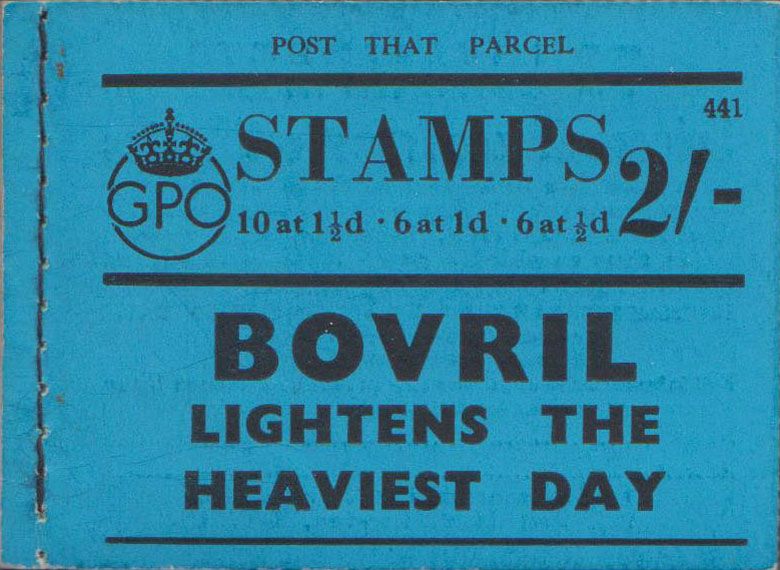 POST THAT PARCEL
441
STAMPS 2/-
GPO
10 at 1½d · 6 at 1d · 6 at ½d
BOVRIL
LIGHTENS THE
HEAVIEST DAY